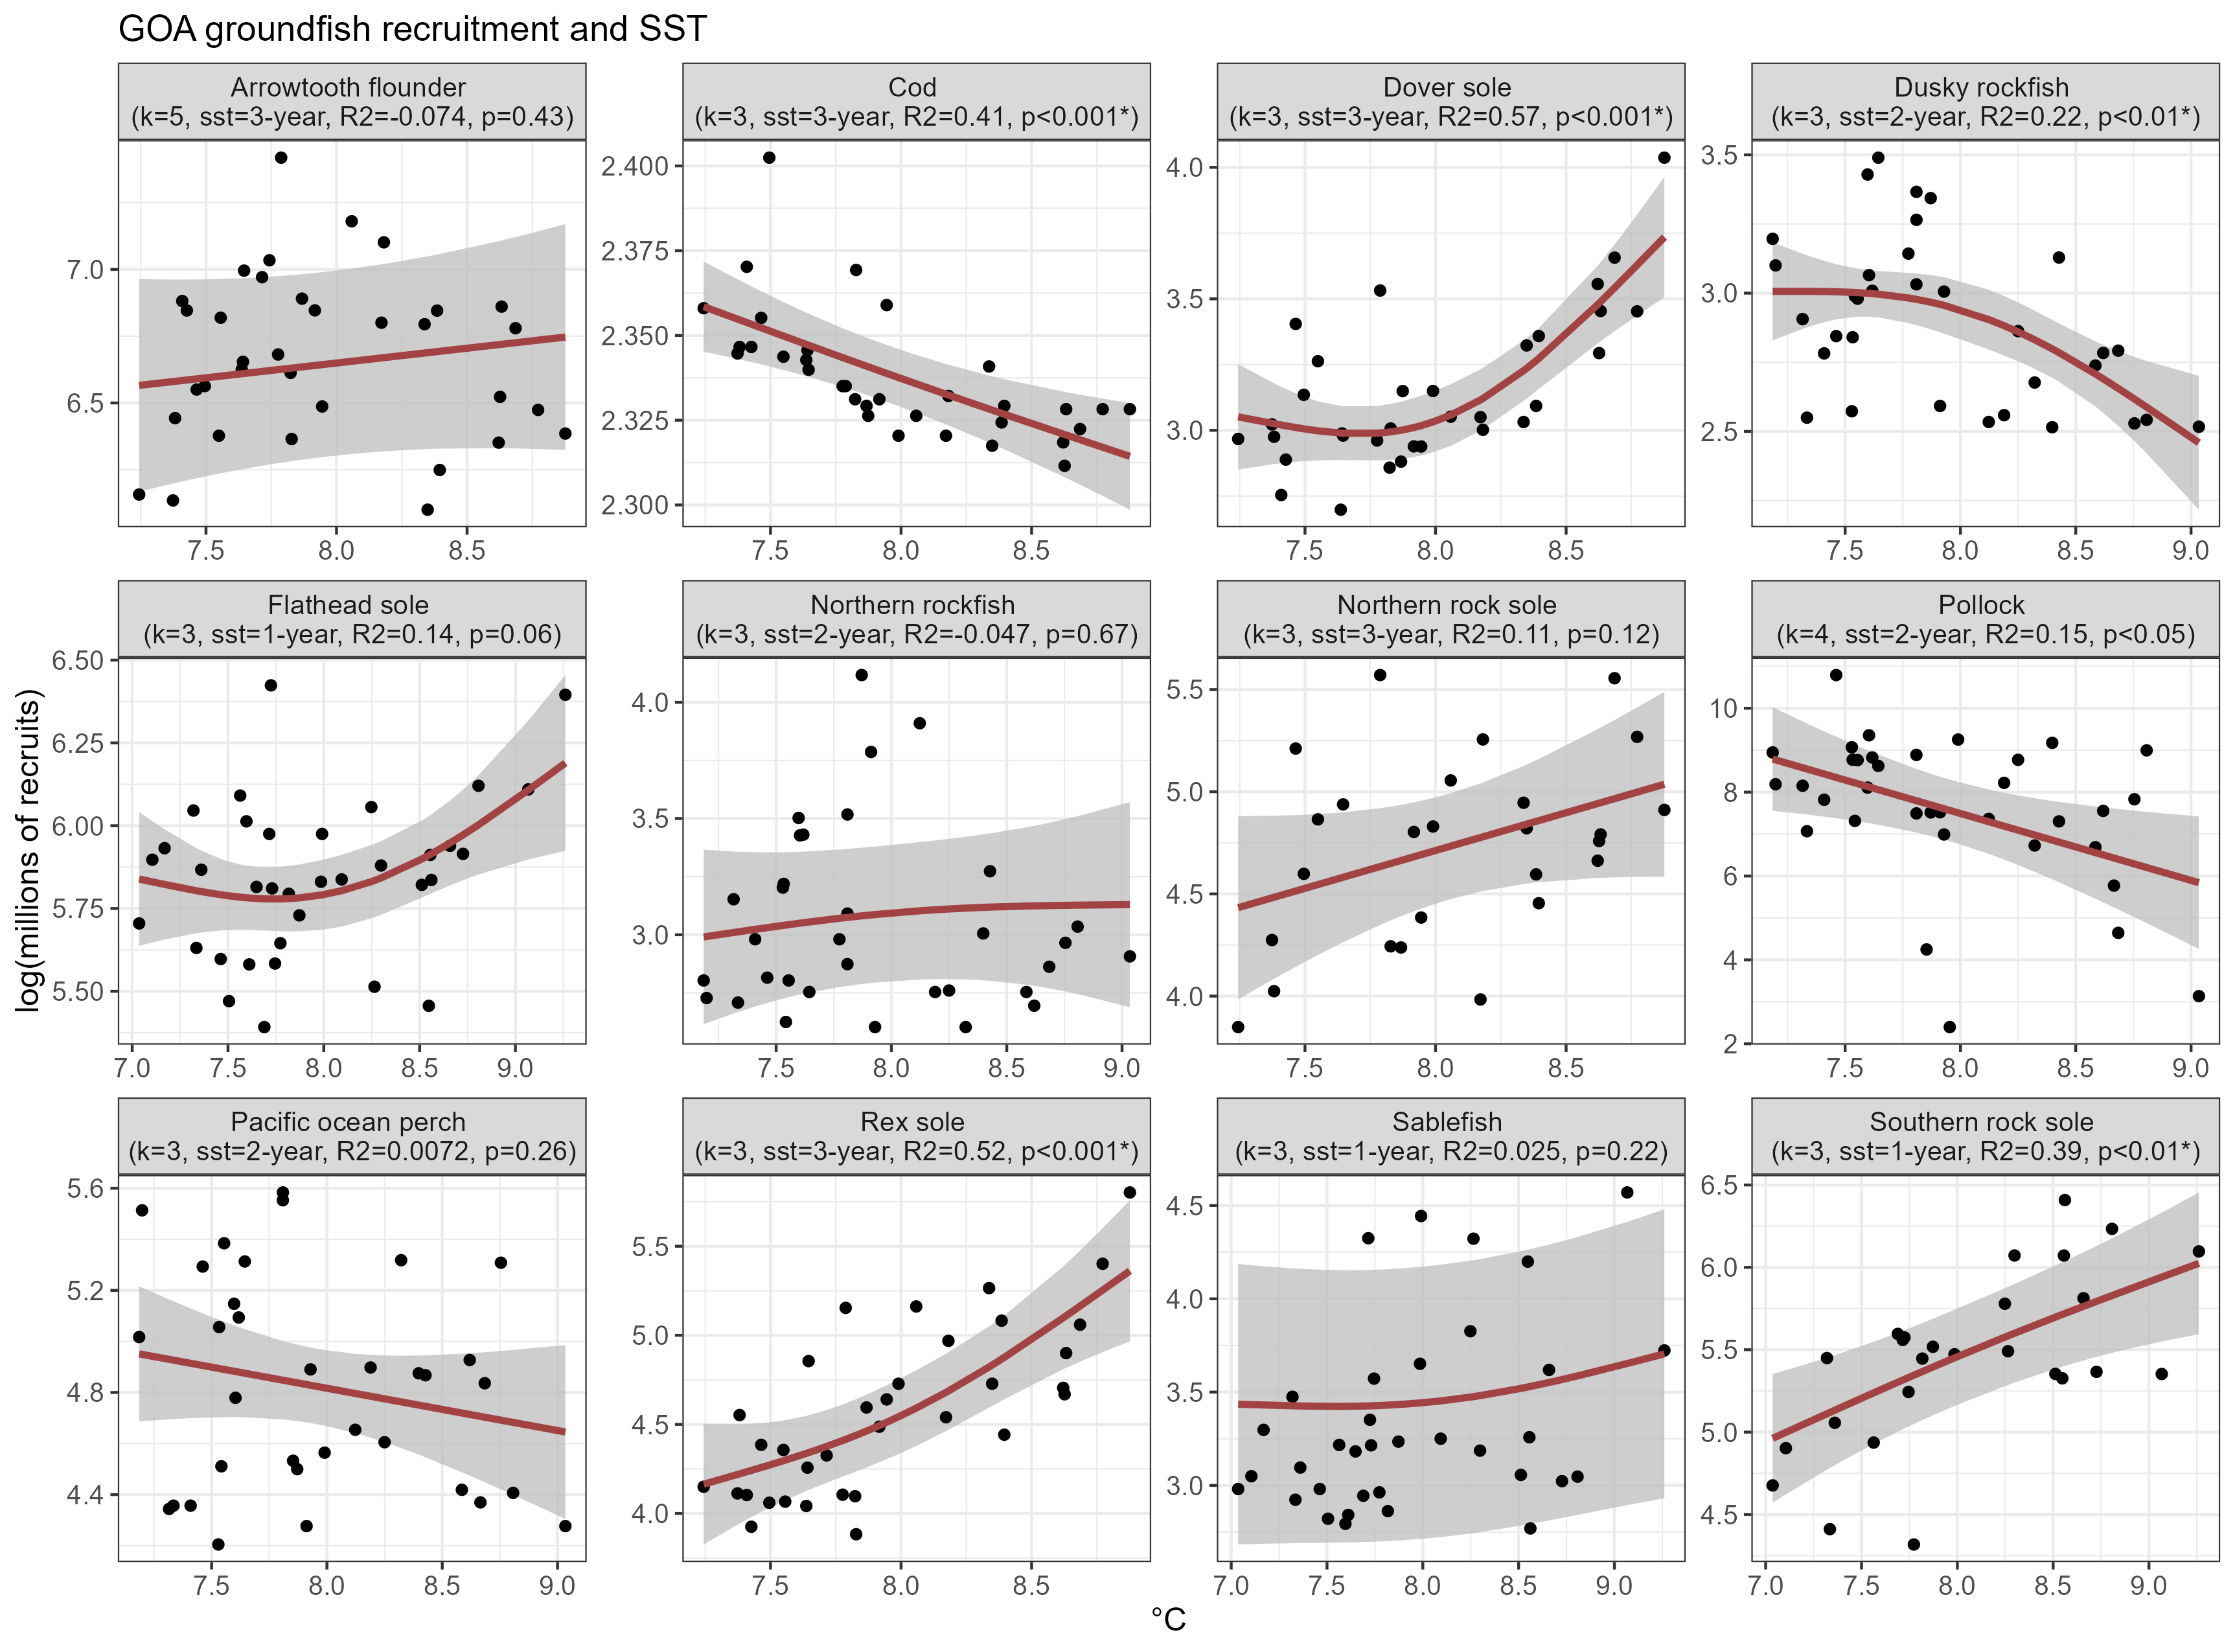 GOA groundfish recruitment and SST
Arrowtooth flounder
(k=5, sst=3-year, R2=-0.074, p=0.43)
Cod
(k=3, sst=3-year, R2=0.41, p<0.001*)
Dover sole
(k=3, sst=3-year, R2=0.57, p<0.001*)
Dusky rockfish
(k=3, sst=2-year, R2=0.22, p<0.01*)
7.0
6.5
7.5 8.0 8.5
2.400
2.375
2.350
2.325
2.300
7.5 8.0 8.5
4.0
3.5
3.0
7.5 8.0 8.5
3.5
3.0
2.5
7.5 8.0 8.5 9.0
log(millions of recruits)
Flathead sole
(k=3, sst=1-year, R2=0.14, p=0.06)
Northern rockfish
(k=3, sst=2-year, R2=-0.047, p=0.67)
Northern rock sole
(k=3, sst=3-year, R2=0.11, p=0.12)
Pollock
(k=4, sst=2-year, R2=0.15, p<0.05)
6.50
6.25
6.00
5.75
5.50
7.0 7.5 8.0 8.5 9.0
4.0
3.5
3.0
7.5 8.0 8.5 9.0
5.5
5.0
4.5
4.0
7.5 8.0 8.5
10
8
6
4
2
7.5 8.0 8.5 9.0
Pacific ocean perch
(k=3, sst=2-year, R2=0.0072, p=0.26)
Rex sole
(k=3, sst=3-year, R2=0.52, p<0.001*)
Sablefish
(k=3, sst=1-year, R2=0.025, p=0.22)
Southern rock sole
(k=3, sst=1-year, R2=0.39, p<0.01*)
5.6
5.2
4.8
4.4
7.5 8.0 8.5 9.0
5.5
5.0
4.5
4.0
7.5 8.0 8.5
4.5
4.0
3.5
3.0
7.0 7.5 8.0 8.5 9.0
6.5
6.0
5.5
5.0
4.5
7.0 7.5 8.0 8.5 9.0
°C